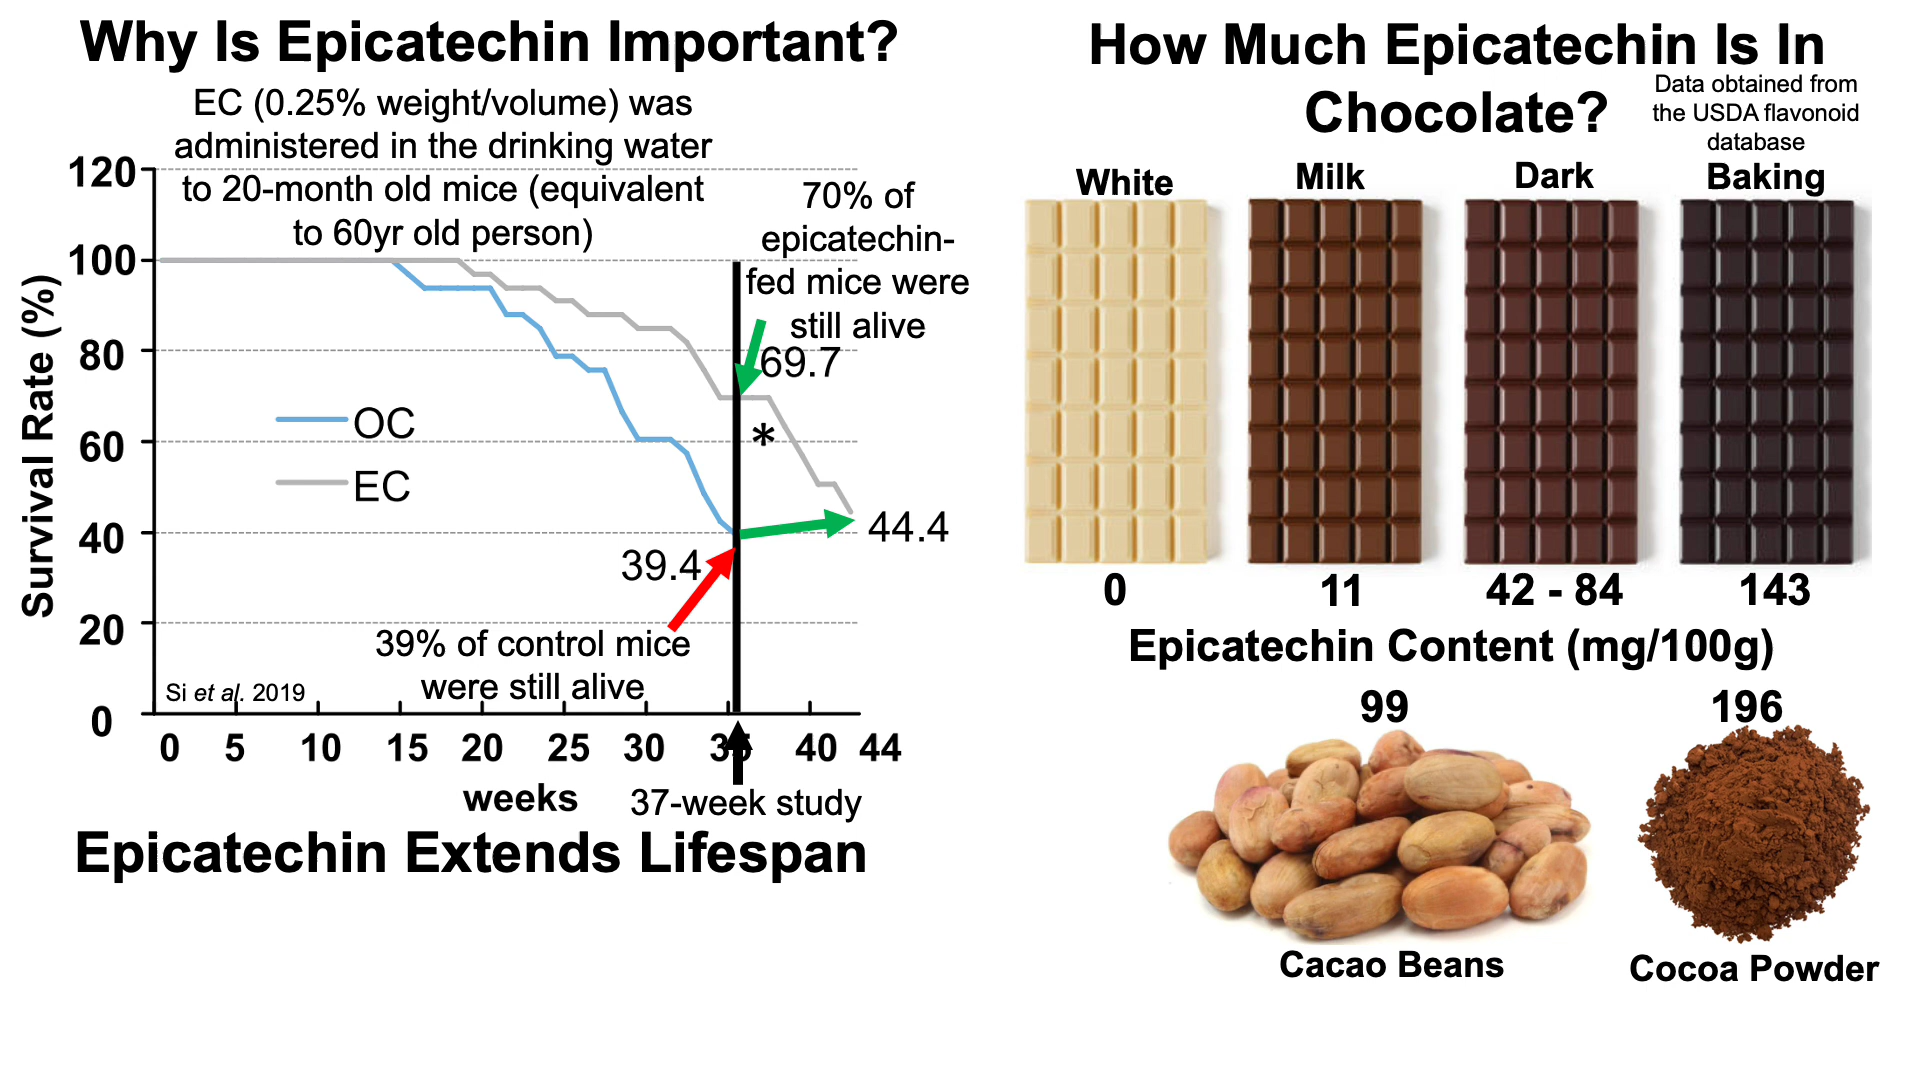 Why Is Epicatechin Important?
EC (0.25% weight/volume) was
administered in the drinking water
to 20-month old mice (equivalent
to 60yr old person)
70% of
epicatechin-
fed mice were
still alive
69.7
*
OC
EC
39.4
44.4
39% of control mice
were still alive
Si et al. 2019
Survival Rate (%)
120
100
80
60
40
20
0
0 5 10 15 20 25 30 35 40 44
weeks
37-week study
Epicatechin Extends Lifespan
How Much Epicatechin Is In
Chocolate?
Data obtained from
the USDA flavonoid
database
White Milk Dark Baking
0 11 42 - 84 143
Epicatechin Content (mg/100g)
99 196
Cacao Beans Cocoa Powder